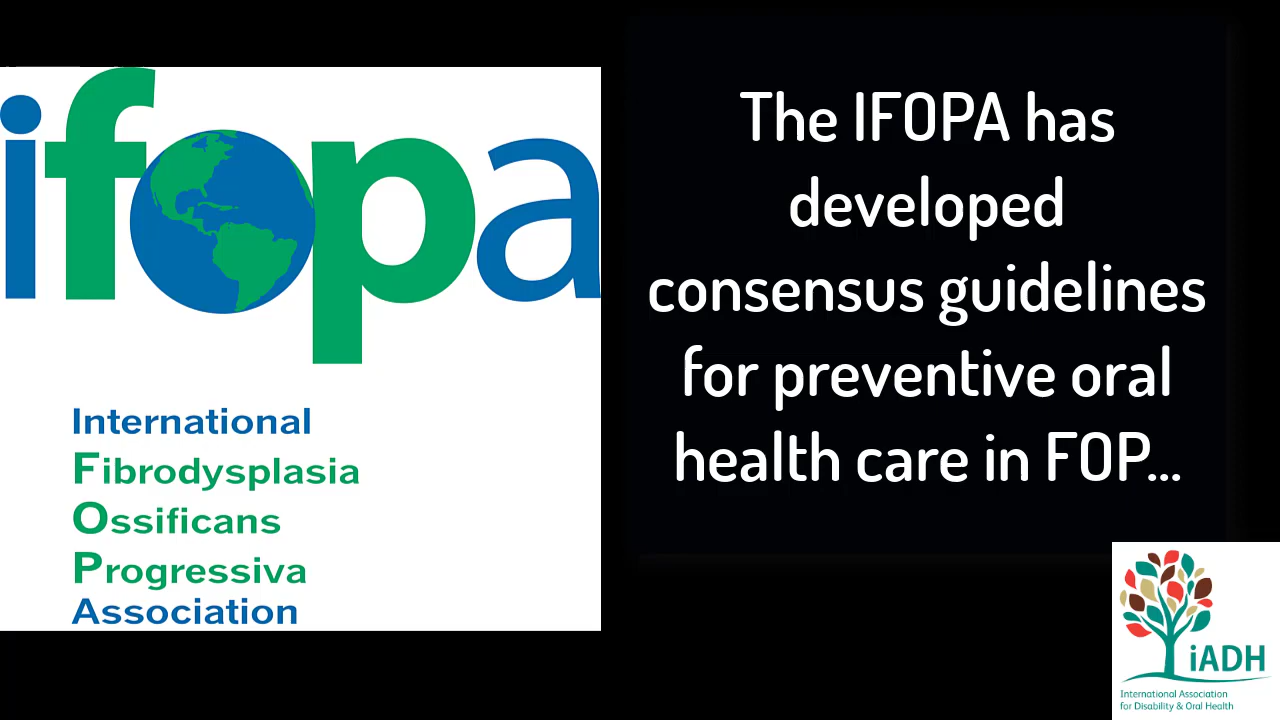 ifopa
International
Fibrodysplasia
Ossificans
Progressiva
Association
The IFOPA has
developed
consensus guidelines
for preventive oral
health care in FOP...
iADH
International Association
for Disability & Oral Health